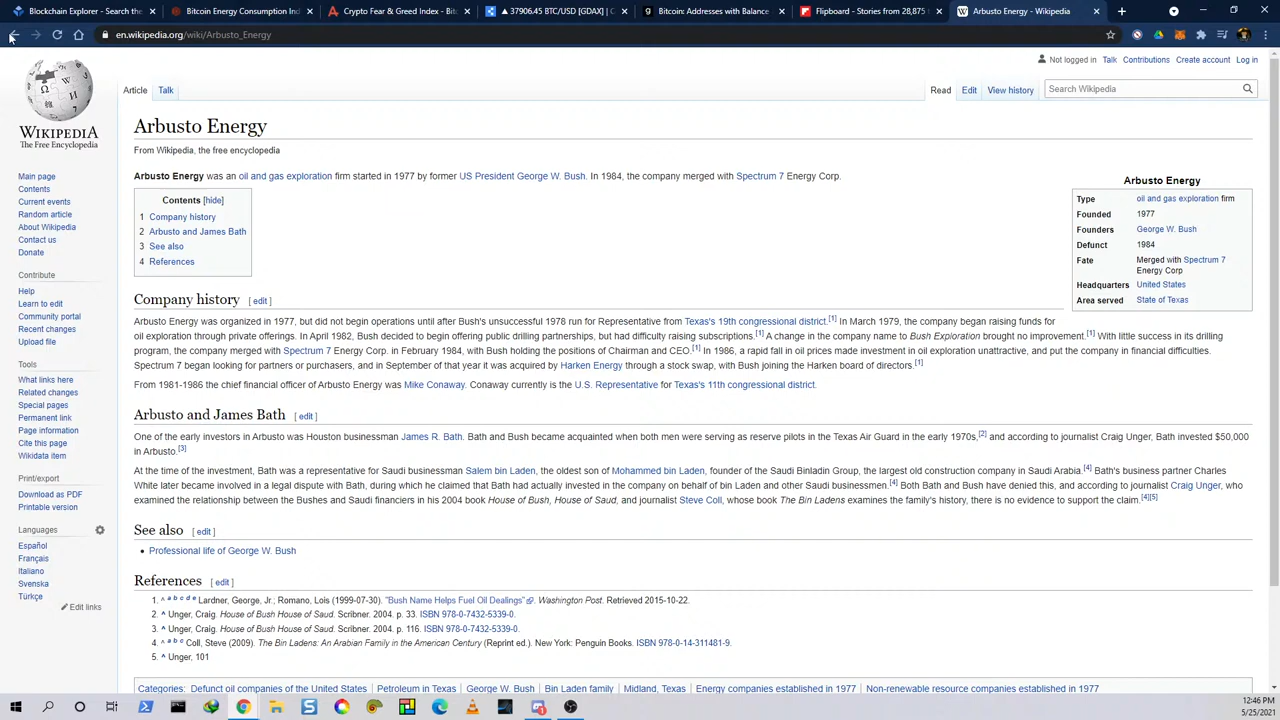 Blockchain Explorer - Search the
Bitcoin Energy Consumption Ind
Crypto Fear & Greed Index - Bitc
▲ 37906.45 BTC/USD [GDAX] | C
Bitcoin: Addresses with Balance
Flipboard - Stories from 28,875 t
Arbusto Energy - Wikipedia
en.wikipedia.org/wiki/Arbusto_Energy
Not logged in Talk Contributions Create account Log in
Article Talk
Read Edit View history
Search Wikipedia
WIKIPEDIA
The Free Encyclopedia
Main page
Contents
Current events
Random article
About Wikipedia
Contact us
Donate
Contribute
Help
Learn to edit
Community portal
Recent changes
Upload file
Tools
What links here
Related changes
Special pages
Permanent link
Page information
Cite this page
Wikidata item
Print/export
Download as PDF
Printable version
Languages
Español
Français
Italiano
Svenska
Türkçe
Edit links
Arbusto Energy
From Wikipedia, the free encyclopedia
Arbusto Energy was an oil and gas exploration firm started in 1977 by former US President George W. Bush. In 1984, the company merged with Spectrum 7 Energy Corp.
Contents [hide]
1 Company history
2 Arbusto and James Bath
3 See also
4 References
Arbusto Energy
Type oil and gas exploration firm
Founded 1977
Founders George W. Bush
Defunct 1984
Fate Merged with Spectrum 7
Energy Corp
Headquarters United States
Area served State of Texas
Company history [ edit ]
Arbusto Energy was organized in 1977, but did not begin operations until after Bush's unsuccessful 1978 run for Representative from Texas's 19th congressional district.[1] In March 1979, the company began raising funds for
oil exploration through private offerings. In April 1982, Bush decided to begin offering public drilling partnerships, but had difficulty raising subscriptions.[1] A change in the company name to Bush Exploration brought no improvement.[1] With little success in its drilling
program, the company merged with Spectrum 7 Energy Corp. in February 1984, with Bush holding the positions of Chairman and CEO.[1] In 1986, a rapid fall in oil prices made investment in oil exploration unattractive, and put the company in financial difficulties.
Spectrum 7 began looking for partners or purchasers, and in September of that year it was acquired by Harken Energy through a stock swap, with Bush joining the Harken board of directors.[1]
From 1981-1986 the chief financial officer of Arbusto Energy was Mike Conaway. Conaway currently is the U.S. Representative for Texas's 11th congressional district.
Arbusto and James Bath [ edit ]
One of the early investors in Arbusto was Houston businessman James R. Bath. Bath and Bush became acquainted when both men were serving as reserve pilots in the Texas Air Guard in the early 1970s,[2] and according to journalist Craig Unger, Bath invested $50,000
in Arbusto.[3]
At the time of the investment, Bath was a representative for Saudi businessman Salem bin Laden, the oldest son of Mohammed bin Laden, founder of the Saudi Binladin Group, the largest old construction company in Saudi Arabia.[4] Bath's business partner Charles
White later became involved in a legal dispute with Bath, during which he claimed that Bath had actually invested in the company on behalf of bin Laden and other Saudi businessmen.[4] Both Bath and Bush have denied this, and according to journalist Craig Unger, who
examined the relationship between the Bushes and Saudi financiers in his 2004 book House of Bush, House of Saud, and journalist Steve Coll, whose book The Bin Ladens examines the family's history, there is no evidence to support the claim.[4][5]
See also [ edit ]
• Professional life of George W. Bush
References [ edit ]
1. ^ a b c d e Lardner, George, Jr.; Romano, Lois (1999-07-30). "Bush Name Helps Fuel Oil Dealings". Washington Post. Retrieved 2015-10-22.
2. ^ Unger, Craig. House of Bush House of Saud. Scribner. 2004. p. 33. ISBN 978-0-7432-5339-0.
3. ^ Unger, Craig. House of Bush House of Saud. Scribner. 2004. p. 116. ISBN 978-0-7432-5339-0.
4. ^ a b c Coll, Steve (2009). The Bin Ladens: An Arabian Family in the American Century (Reprint ed.). New York: Penguin Books. ISBN 978-0-14-311481-9.
5. ^ Unger, 101
Categories: Defunct oil companies of the United States | Petroleum in Texas | George W. Bush | Bin Laden family | Midland, Texas | Energy companies established in 1977 | Non-renewable resource companies established in 1977
12:46 PM
5/25/2021